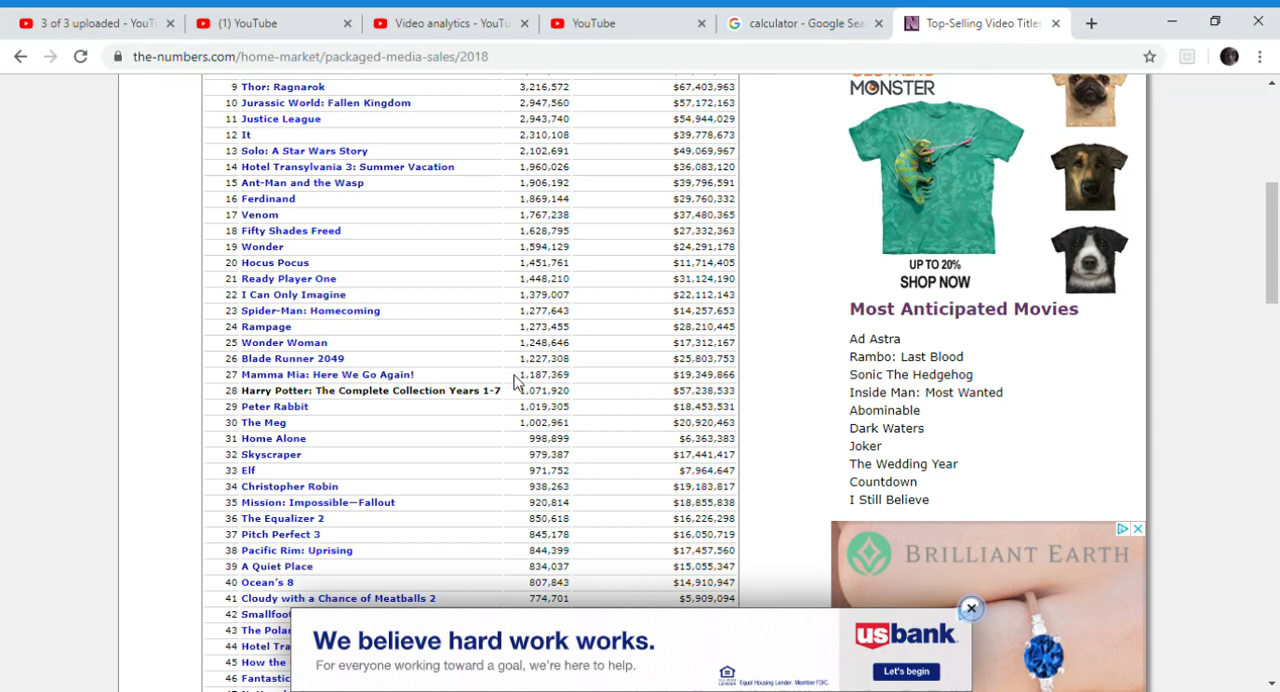 3 of 3 uploaded - YouT
(1) YouTube
Video analytics - YouTu
YouTube
calculator - Google Sea
Top-Selling Video Titles
the-numbers.com/home-market/packaged-media-sales/2018
9 Thor: Ragnarok 3,216,572 $67,403,963
10 Jurassic World: Fallen Kingdom 2,947,560 $57,172,163
11 Justice League 2,943,740 $54,944,029
12 It 2,310,108 $39,778,673
13 Solo: A Star Wars Story 2,102,691 $49,069,967
14 Hotel Transylvania 3: Summer Vacation 1,960,026 $36,083,120
15 Ant-Man and the Wasp 1,906,192 $39,796,591
16 Ferdinand 1,869,144 $29,760,332
17 Venom 1,767,238 $37,480,365
18 Fifty Shades Freed 1,628,795 $27,332,363
19 Wonder 1,594,129 $24,291,178
20 Hocus Pocus 1,451,761 $11,714,405
21 Ready Player One 1,448,210 $31,124,190
22 I Can Only Imagine 1,379,007 $22,112,143
23 Spider-Man: Homecoming 1,277,643 $14,257,653
24 Rampage 1,273,455 $28,210,445
25 Wonder Woman 1,248,646 $17,312,167
26 Blade Runner 2049 1,227,308 $25,803,753
27 Mamma Mia: Here We Go Again! 1,187,369 $19,349,866
28 Harry Potter: The Complete Collection Years 1-7 1,071,920 $57,238,533
29 Peter Rabbit 1,019,305 $18,453,531
30 The Meg 1,002,961 $20,920,463
31 Home Alone 998,899 $6,363,383
32 Skyscraper 979,387 $17,441,417
33 Elf 971,752 $7,964,647
34 Christopher Robin 938,263 $19,183,817
35 Mission: Impossible—Fallout 920,814 $18,855,838
36 The Equalizer 2 850,618 $16,226,298
37 Pitch Perfect 3 845,178 $16,050,719
38 Pacific Rim: Uprising 844,399 $17,457,560
39 A Quiet Place 834,037 $15,055,347
40 Ocean's 8 807,843 $14,910,947
41 Cloudy with a Chance of Meatballs 2 774,701 $5,909,094
42 Smallfoot
43 The Pola
44 Hotel Tra
45 How the
46 Fantastic
MONSTER
UP TO 20%
SHOP NOW
Most Anticipated Movies
Ad Astra
Rambo: Last Blood
Sonic The Hedgehog
Inside Man: Most Wanted
Abominable
Dark Waters
Joker
The Wedding Year
Countdown
I Still Believe
BRILLIANT EARTH
We believe hard work works.
For everyone working toward a goal, we're here to help.
Equal Housing Lender. Member FDIC.
usbank
Let's begin